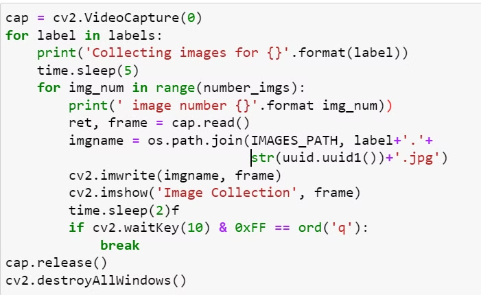 cap = cv2.VideoCapture(0)
for label in labels:
    print('Collecting images for {}'.format(label))
    time.sleep(5)
    for img_num in range(number_imgs):
        print(' image number {}'.format img_num))
        ret, frame = cap.read()
        imgname = os.path.join(IMAGES_PATH, label+'.'+
                               str(uuid.uuid1())+'.jpg')
        cv2.imwrite(imgname, frame)
        cv2.imshow('Image Collection', frame)
        time.sleep(2)f
        if cv2.waitKey(10) & 0xFF == ord('q'):
            break
cap.release()
cv2.destroyAllWindows()